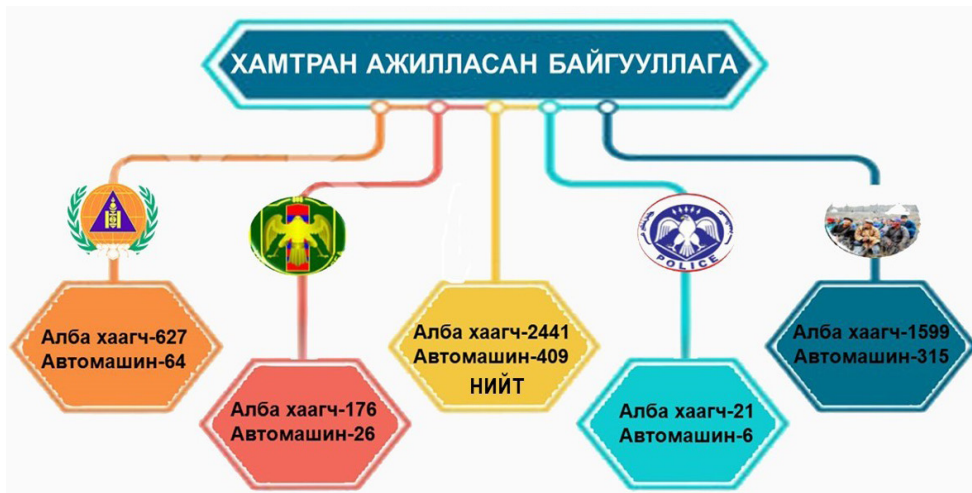 ХАМТРАН АЖИЛЛАСАН БАЙГУУЛЛАГА
Алба хаагч-627
Автомашин-64
Алба хаагч-176
Автомашин-26
Алба хаагч-2441
Автомашин-409
НИЙТ
POLICE
Алба хаагч-21
Автомашин-6
Алба хаагч-1599
Автомашин-315